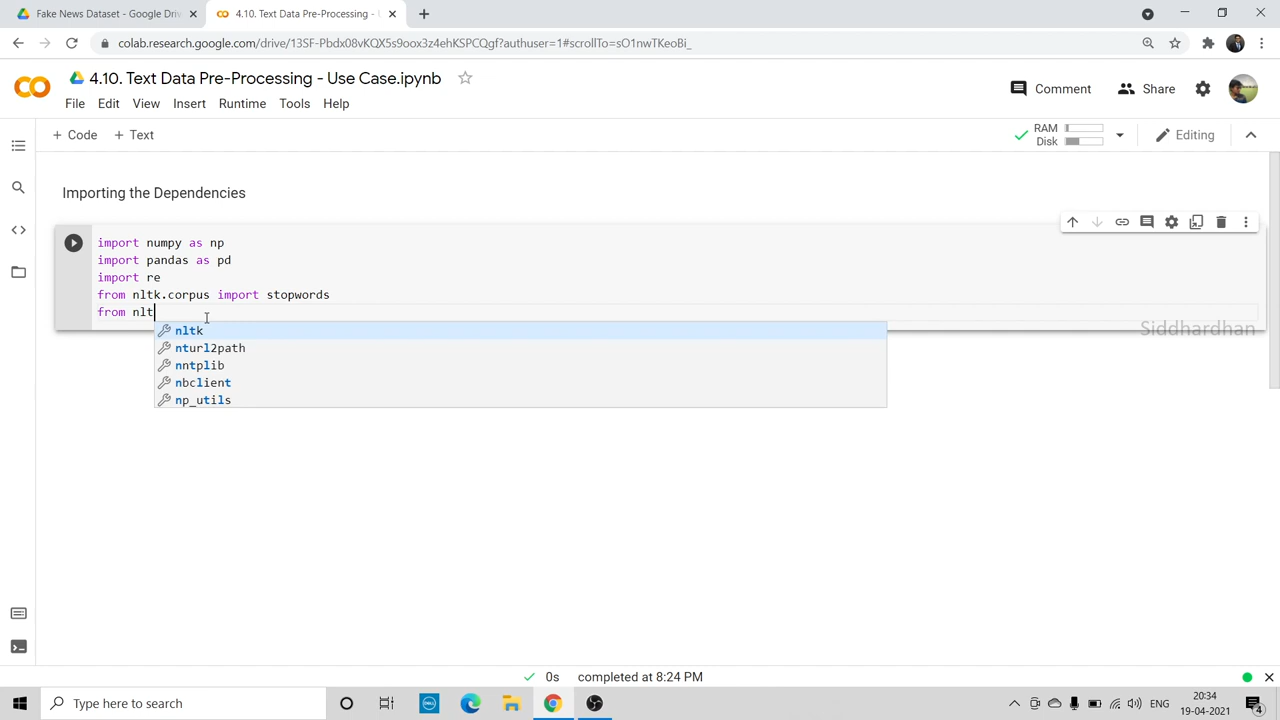 Fake News Dataset - Google Driv
4.10. Text Data Pre-Processing - U
colab.research.google.com/drive/13SF-Pbdx08vKQX5s9oox3z4ehKSPCQgf?authuser=1#scrollTo=sO1nwTKeoBi_
4.10. Text Data Pre-Processing - Use Case.ipynb
File Edit View Insert Runtime Tools Help
Comment
Share
+ Code + Text
RAM
Disk
Editing
Importing the Dependencies
import numpy as np
import pandas as pd
import re
from nltk.corpus import stopwords
from nlt
Siddhardhan
nltk
nturl2path
nntplib
nbclient
np_utils
0s completed at 8:24 PM
Type here to search
DELL
ENG
20:34
19-04-2021
4